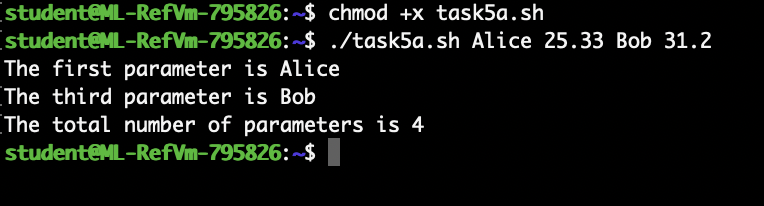 student@ML-RefVm-795826:~$ chmod +x task5a.sh
student@ML-RefVm-795826:~$ ./task5a.sh Alice 25.33 Bob 31.2
The first parameter is Alice
The third parameter is Bob
The total number of parameters is 4
student@ML-RefVm-795826:~$